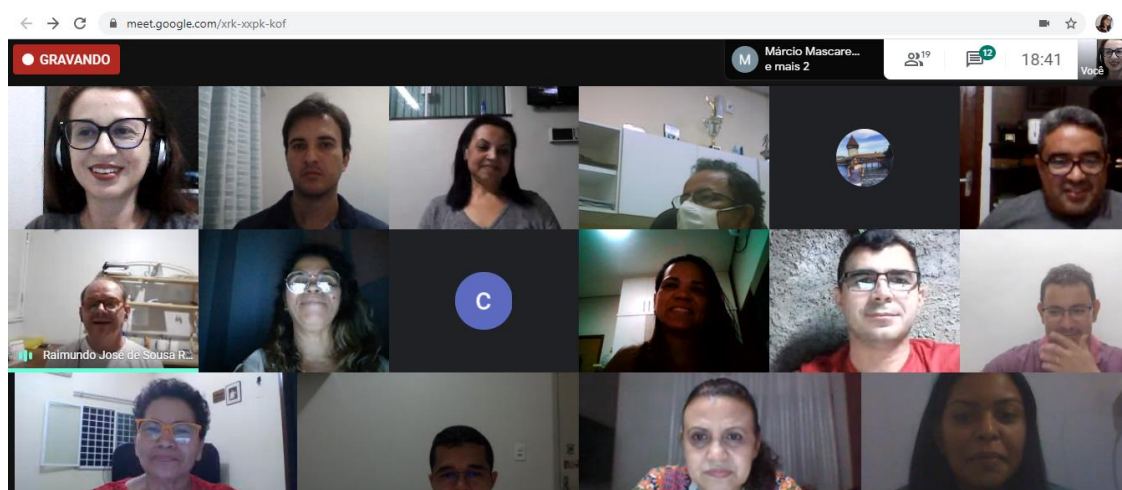 meet.google.com/xrk-xxpk-kof
GRAVANDO
M
Márcio Mascare...
e mais 2
19
12
18:41
Você
Raimundo José de Sousa R...
C